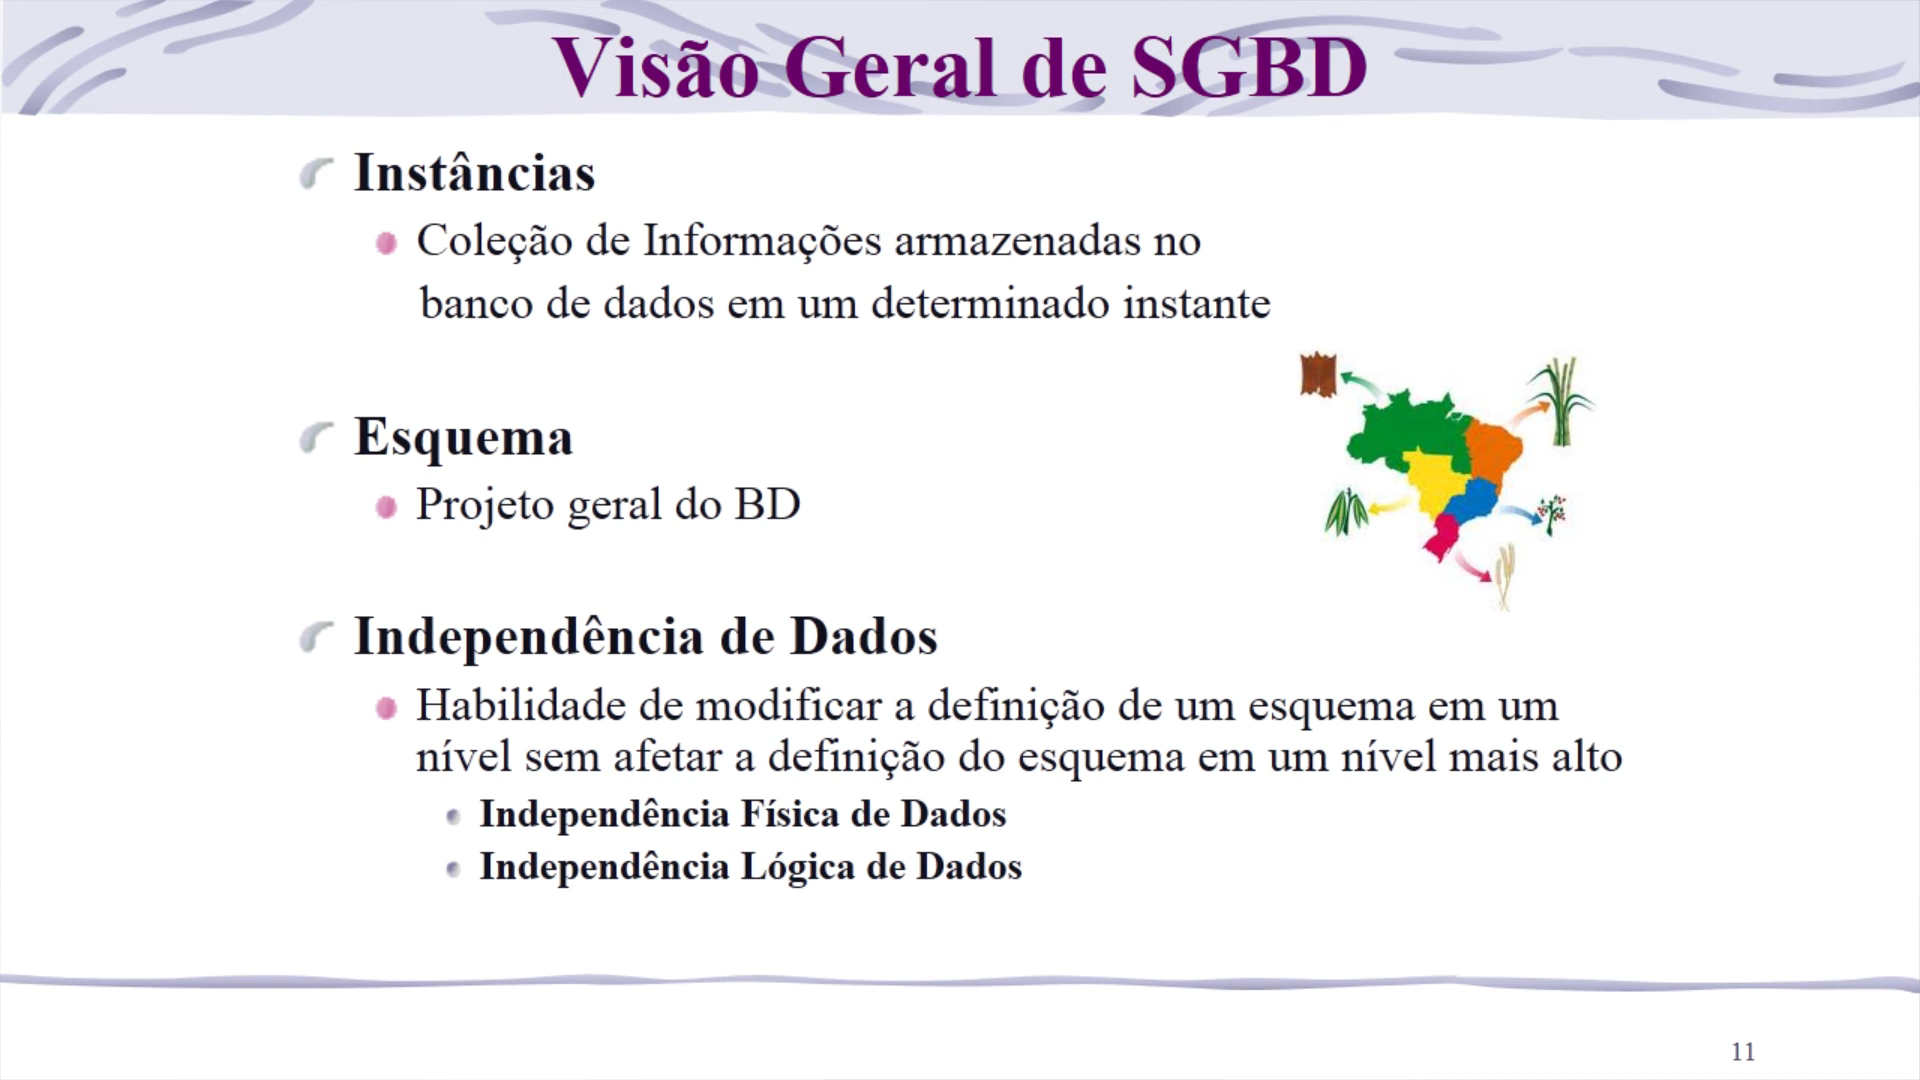 Visão Geral de SGBD
Instâncias
Coleção de Informações armazenadas no
banco de dados em um determinado instante
Esquema
Projeto geral do BD
Independência de Dados
Habilidade de modificar a definição de um esquema em um
nível sem afetar a definição do esquema em um nível mais alto
Independência Física de Dados
Independência Lógica de Dados
11